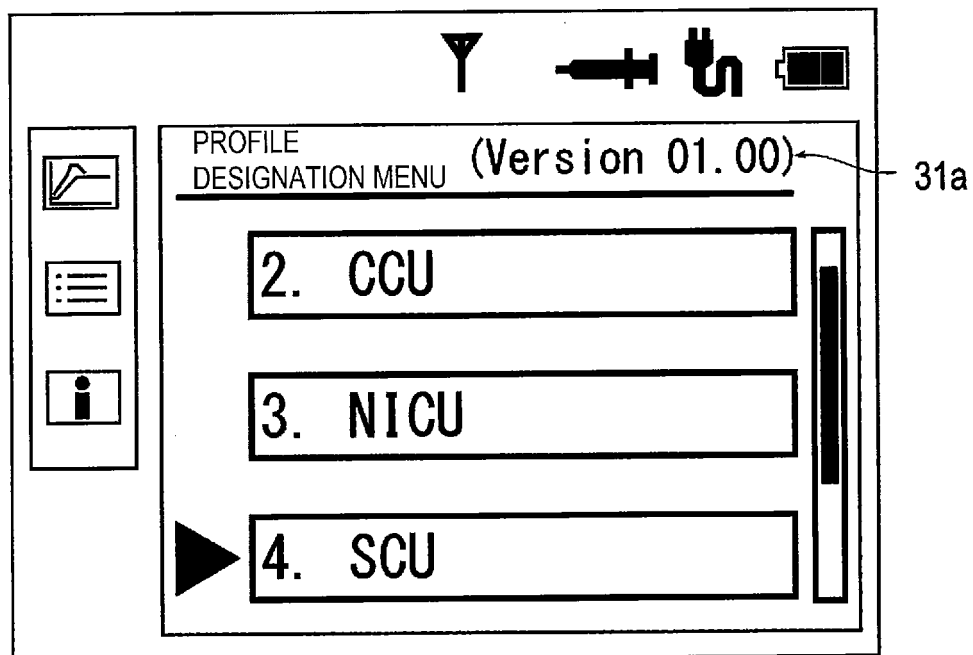 PROFILE
DESIGNATION MENU (Version 01.00)
31a
2. CCU
3. NICU
4. SCU